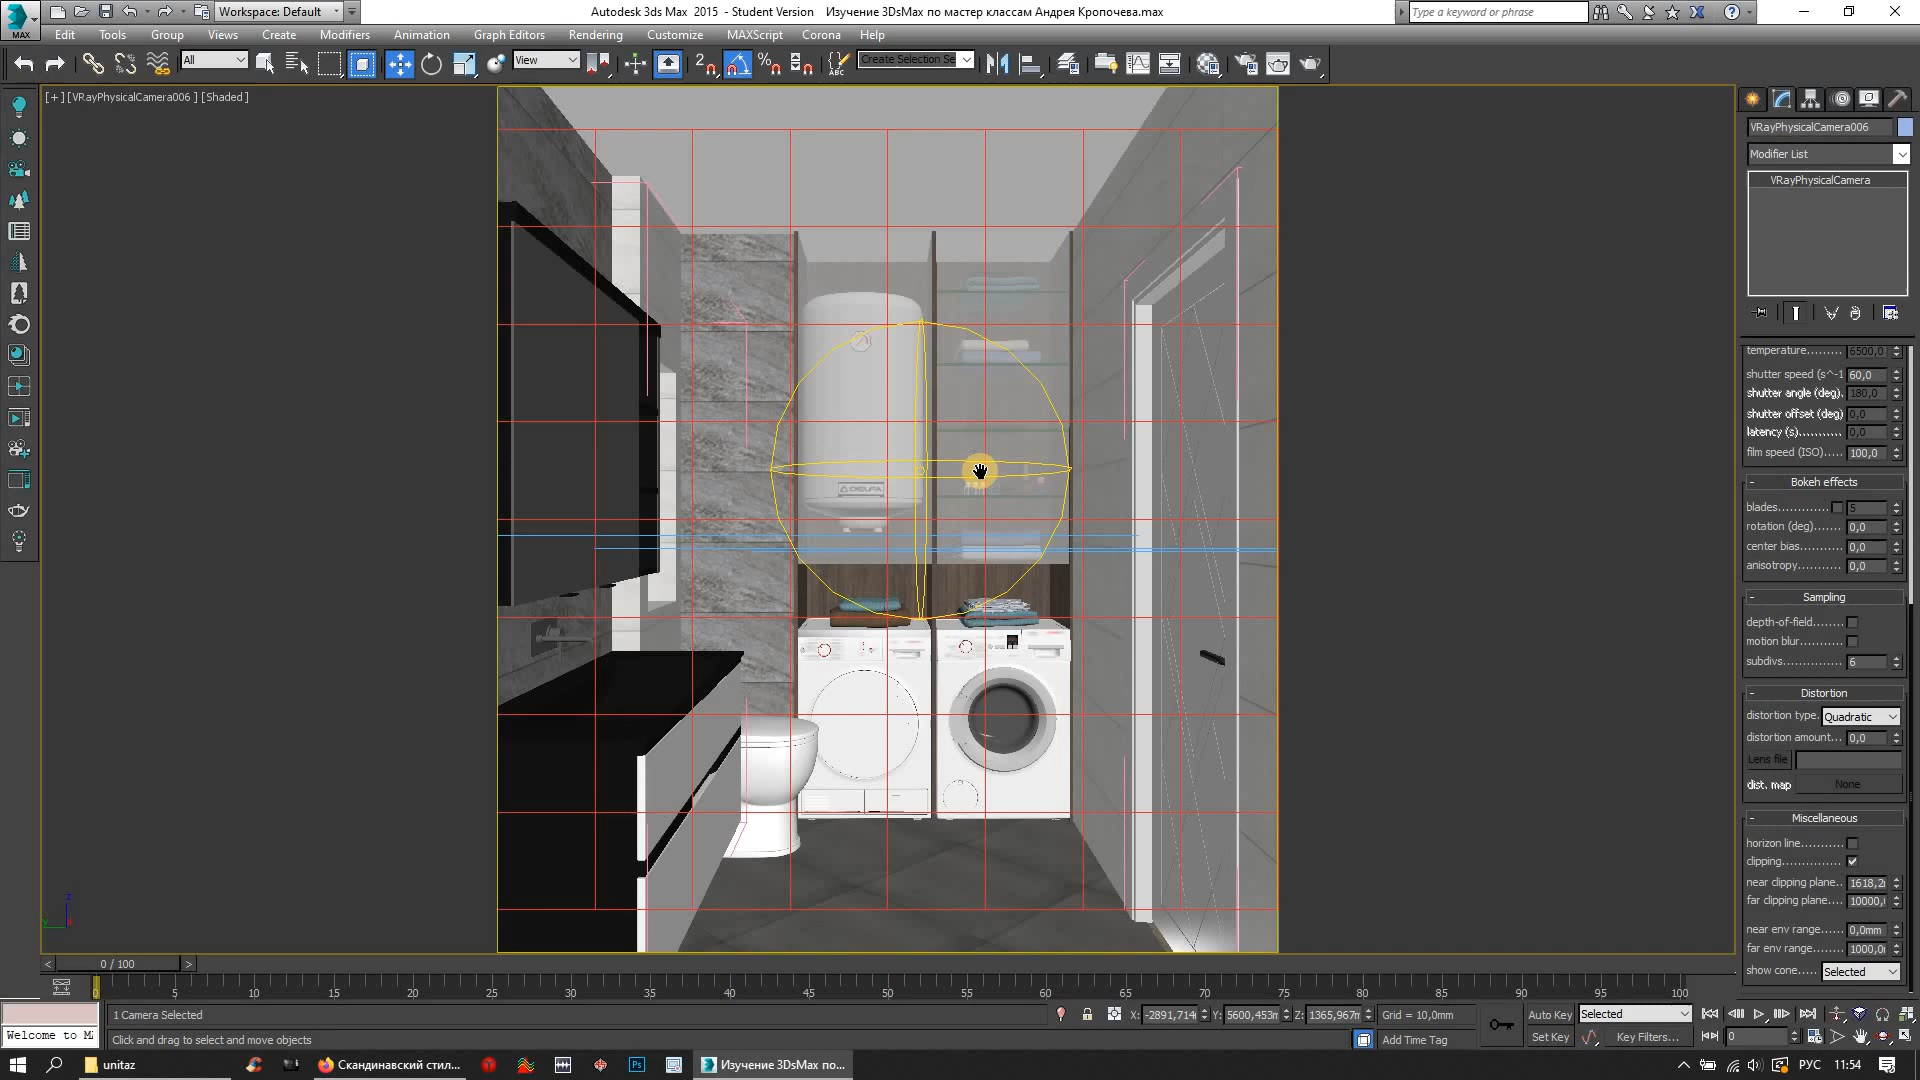 Workspace: Default
Autodesk 3ds Max 2015 - Student Version Изучение 3DsMax по мастер классам Андрея Кропочева.max
Type a keyword or phrase
MAX
Edit Tools Group Views Create Modifiers Animation Graph Editors Rendering Customize MAXScript Corona Help
All
View
Create Selection Se
[+] [VRayPhysicalCamera006 ] [Shaded ]
VRayPhysicalCamera006
Modifier List
VRayPhysicalCamera
temperature......... 6500,0
shutter speed (s^-1 60,0
shutter angle (deg). 180,0
shutter offset (deg) 0,0
latency (s)........... 0,0
film speed (ISO)..... 100,0
- Bokeh effects
blades............. 5
rotation (deg)....... 0,0
center bias........... 0,0
anisotropy............ 0,0
- Sampling
depth-of-field........
motion blur...........
subdivs................ 6
- Distortion
distortion type. Quadratic
distortion amount... 0,0
Lens file
dist. map None
- Miscellaneous
horizon line...........
clipping...............
near clipping plane.. 1618,2
far clipping plane.... 10000,
near env range...... 0,0mm
far env range........ 1000,0
show cone..... Selected
DELFA
z
y
< 0 / 100 >
0 5 10 15 20 25 30 35 40 45 50 55 60 65 70 75 80 85 90 95 100
1 Camera Selected
X: -2891,714 Y: 5600,453m Z: 1365,967m Grid = 10,0mm
Auto Key Selected
Welcome to M
Click and drag to select and move objects
Add Time Tag
Set Key Key Filters...
0
unitaz
Скандинавский стил...
Изучение 3DsMax по...
РУС 11:54